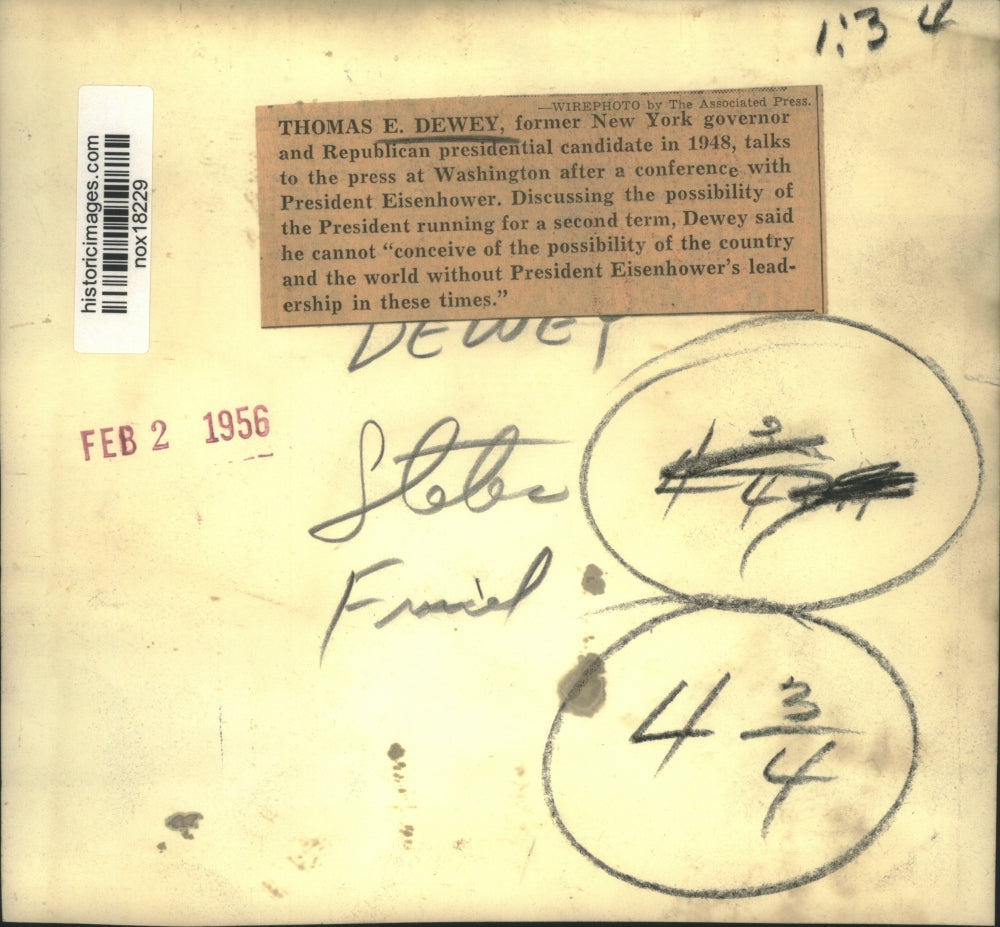 1:34
historicimages.com
nox18229
—WIREPHOTO by The Associated Press.
THOMAS E. DEWEY, former New York governor
and Republican presidential candidate in 1948, talks
to the press at Washington after a conference with
President Eisenhower. Discussing the possibility of
the President running for a second term, Dewey said
he cannot “conceive of the possibility of the country
and the world without President Eisenhower’s lead-
ership in these times.”
DEWEY
FEB 2 1956
States
4 3/4